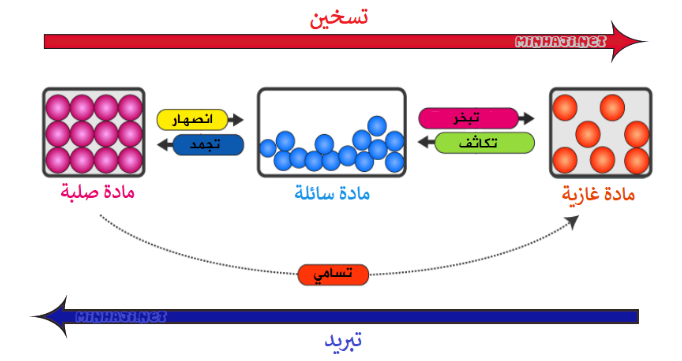 تسخين
MINHAJI.NET
انصهار
تبخر
تجمد
تكاثف
مادة صلبة
مادة سائلة
مادة غازية
تسامي
MINHAJI.NET
تبريد